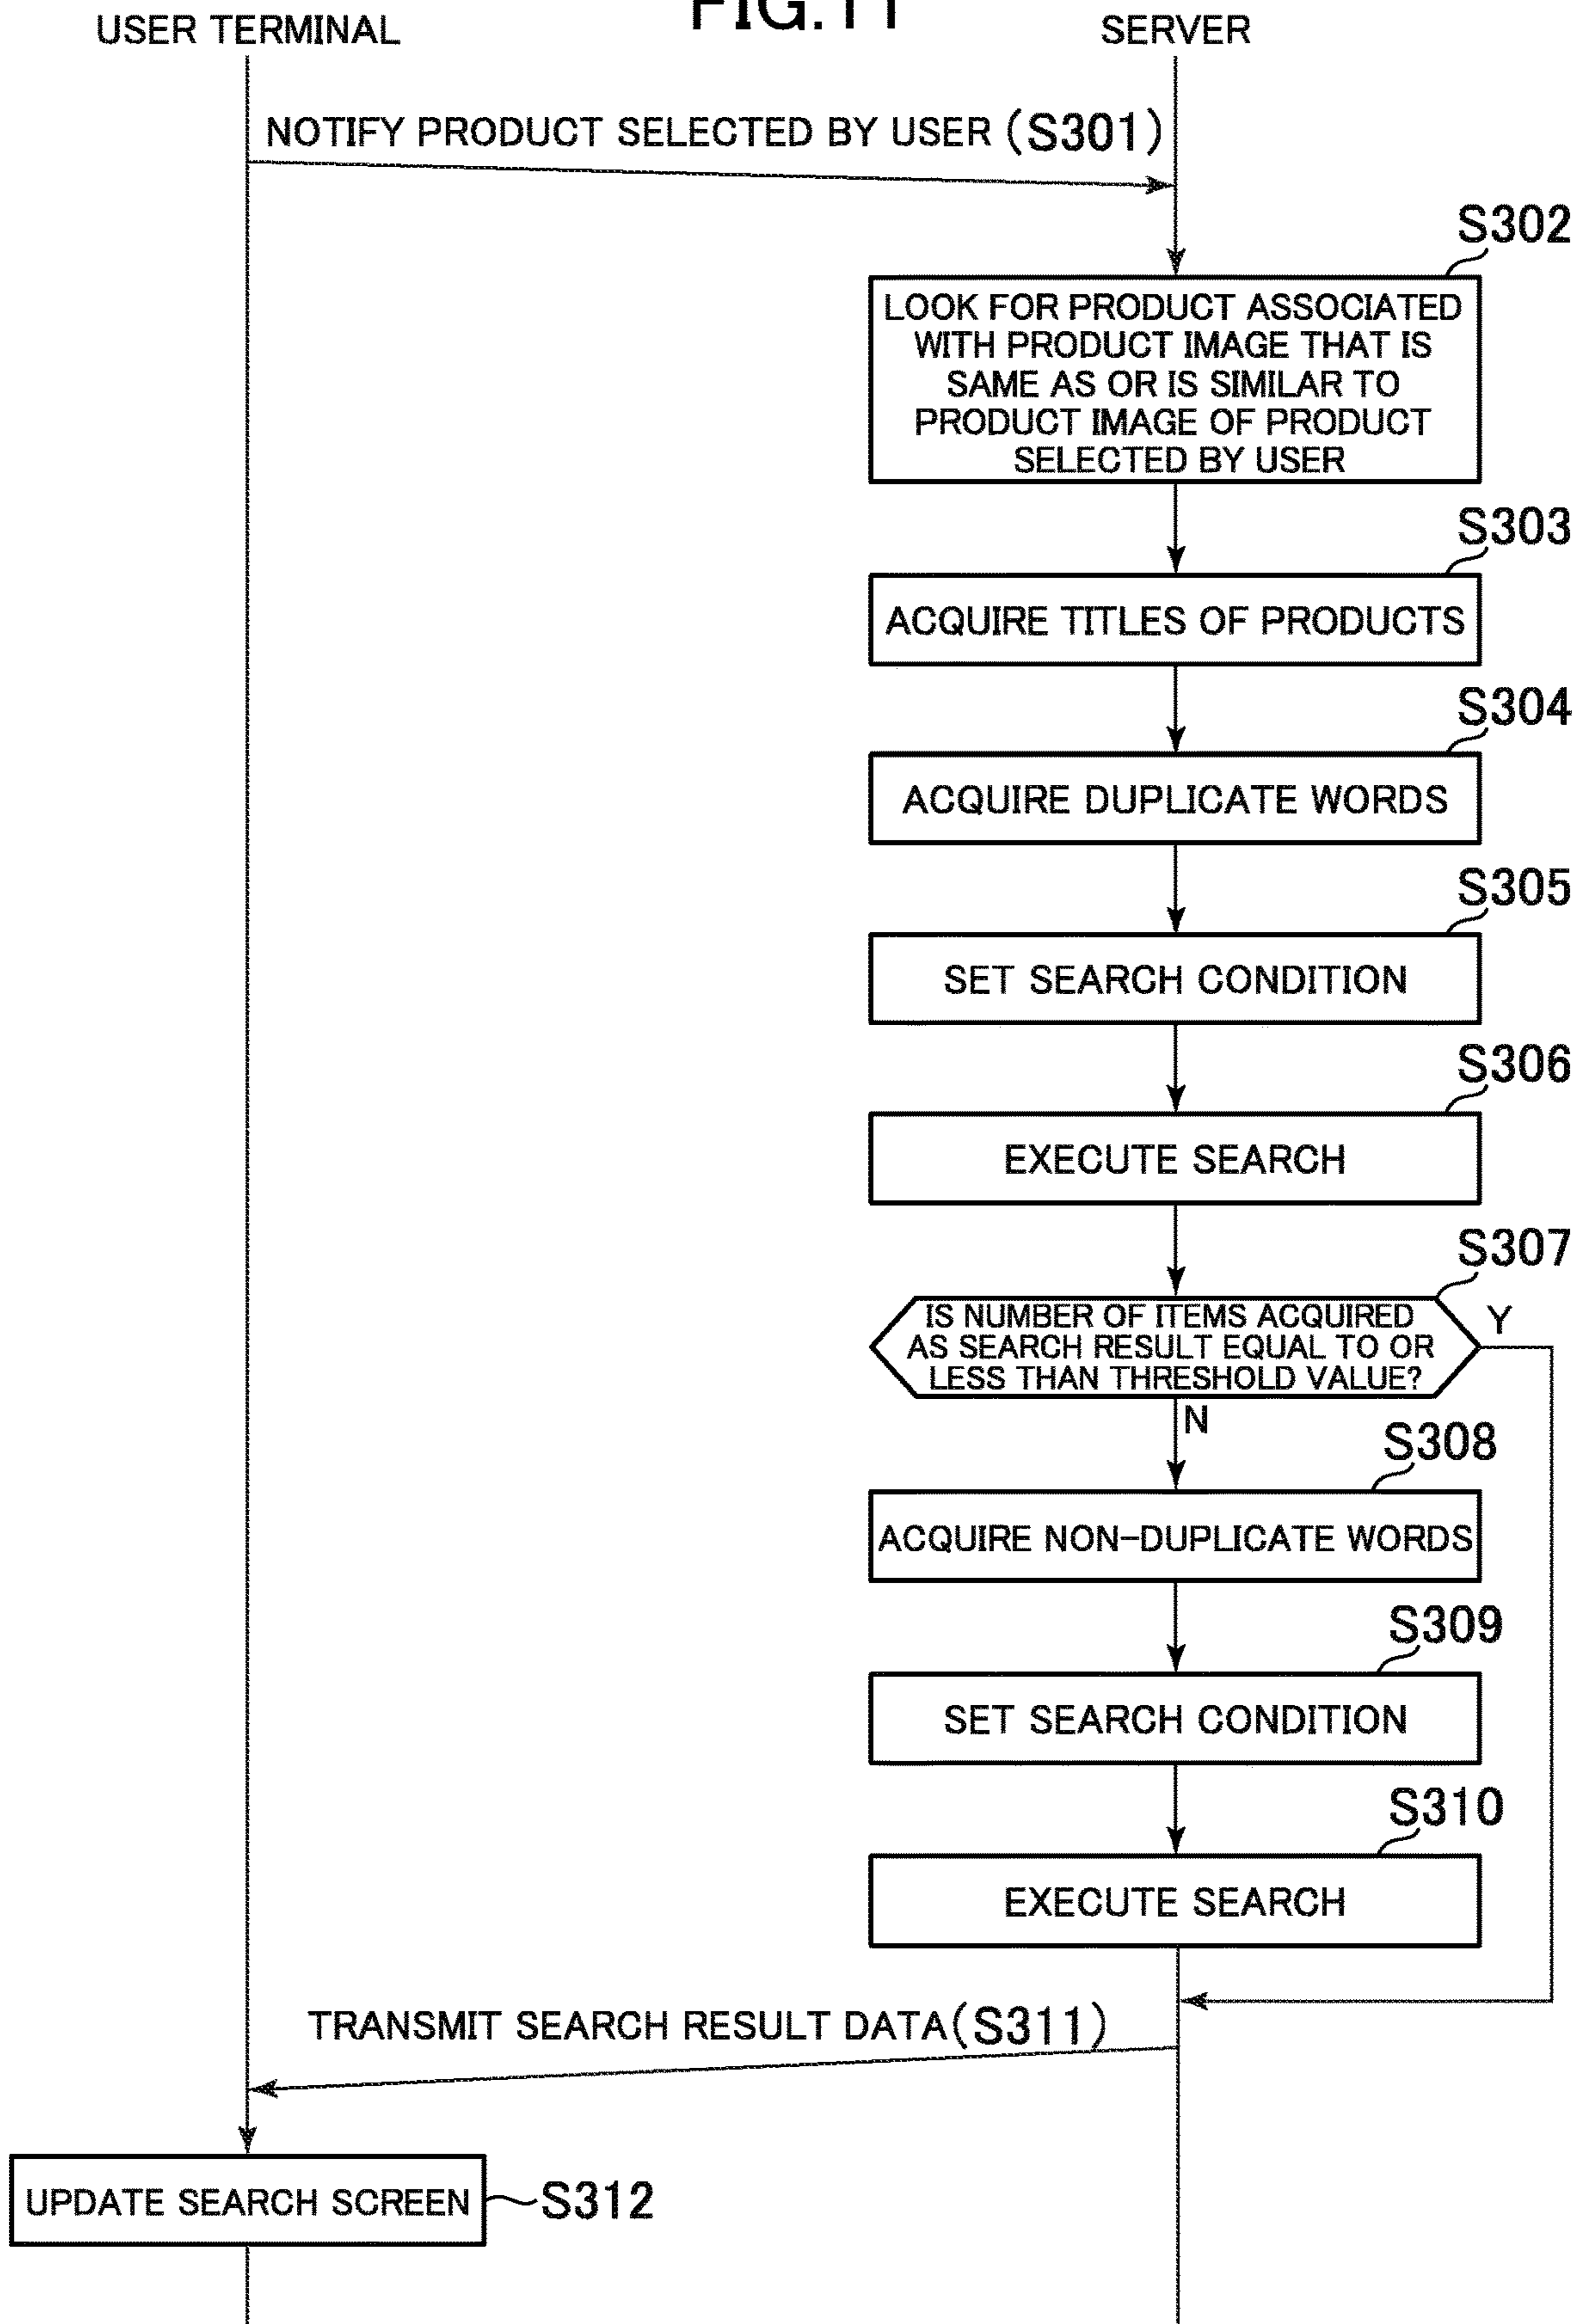 FIG.11
USER TERMINAL
SERVER
NOTIFY PRODUCT SELECTED BY USER (S301)
S302
LOOK FOR PRODUCT ASSOCIATED
WITH PRODUCT IMAGE THAT IS
SAME AS OR IS SIMILAR TO
PRODUCT IMAGE OF PRODUCT
SELECTED BY USER
S303
ACQUIRE TITLES OF PRODUCTS
S304
ACQUIRE DUPLICATE WORDS
S305
SET SEARCH CONDITION
S306
EXECUTE SEARCH
S307
IS NUMBER OF ITEMS ACQUIRED
AS SEARCH RESULT EQUAL TO OR
LESS THAN THRESHOLD VALUE?
Y
N
S308
ACQUIRE NON-DUPLICATE WORDS
S309
SET SEARCH CONDITION
S310
EXECUTE SEARCH
TRANSMIT SEARCH RESULT DATA(S311)
UPDATE SEARCH SCREEN
S312